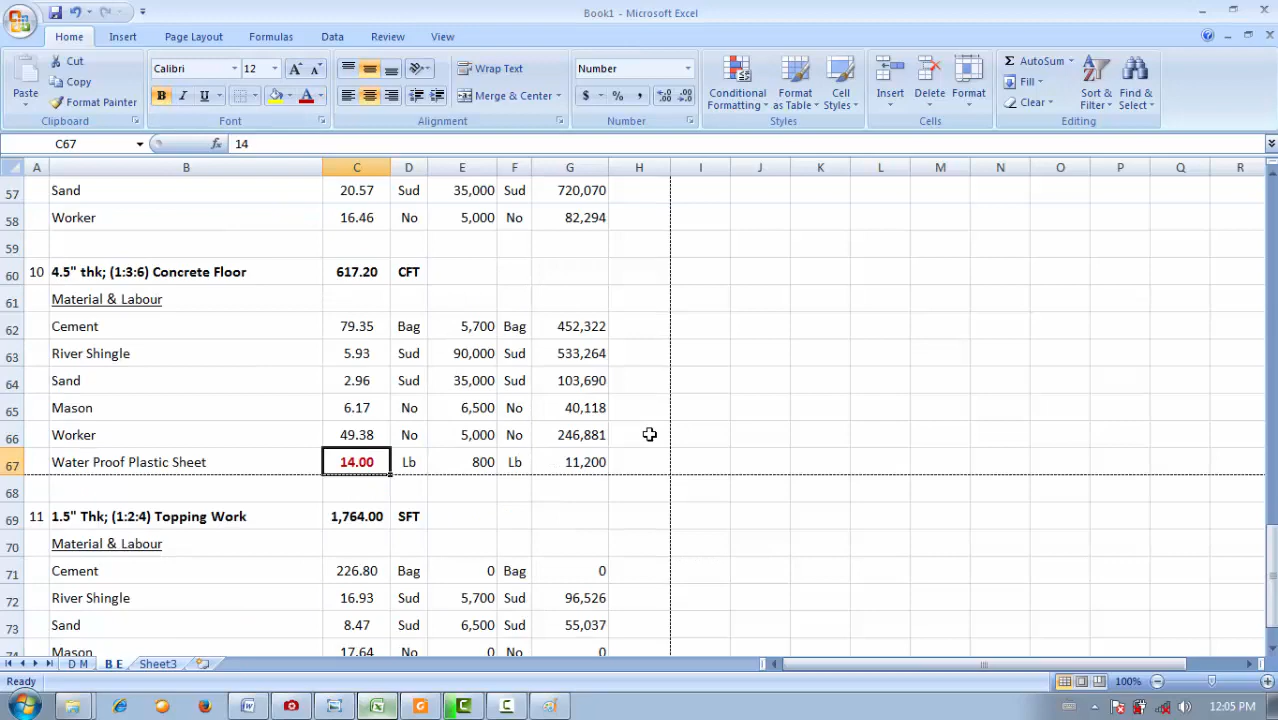 Book1 - Microsoft Excel
Home Insert Page Layout Formulas Data Review View
Paste Cut Copy Format Painter Clipboard
Calibri 12 A A B I U A Font
Wrap Text Merge & Center Alignment
Number $ % , Number
Conditional Formatting Format as Table Cell Styles Styles
Insert Delete Format Cells
Σ AutoSum Fill Clear Sort & Filter Find & Select Editing
C67 fx 14
A B C D E F G H I J K L M N O P Q R
57 Sand 20.57 Sud 35,000 Sud 720,070
58 Worker 16.46 No 5,000 No 82,294
59
60 10 4.5" thk; (1:3:6) Concrete Floor 617.20 CFT
61 Material & Labour
62 Cement 79.35 Bag 5,700 Bag 452,322
63 River Shingle 5.93 Sud 90,000 Sud 533,264
64 Sand 2.96 Sud 35,000 Sud 103,690
65 Mason 6.17 No 6,500 No 40,118
66 Worker 49.38 No 5,000 No 246,881
67 Water Proof Plastic Sheet 14.00 Lb 800 Lb 11,200
68
69 11 1.5" Thk; (1:2:4) Topping Work 1,764.00 SFT
70 Material & Labour
71 Cement 226.80 Bag 0 Bag 0
72 River Shingle 16.93 Sud 5,700 Sud 96,526
73 Sand 8.47 Sud 6,500 Sud 55,037
74 Mason 17.64 No 0 No 0
D M B E Sheet3
Ready 100%
12:05 PM